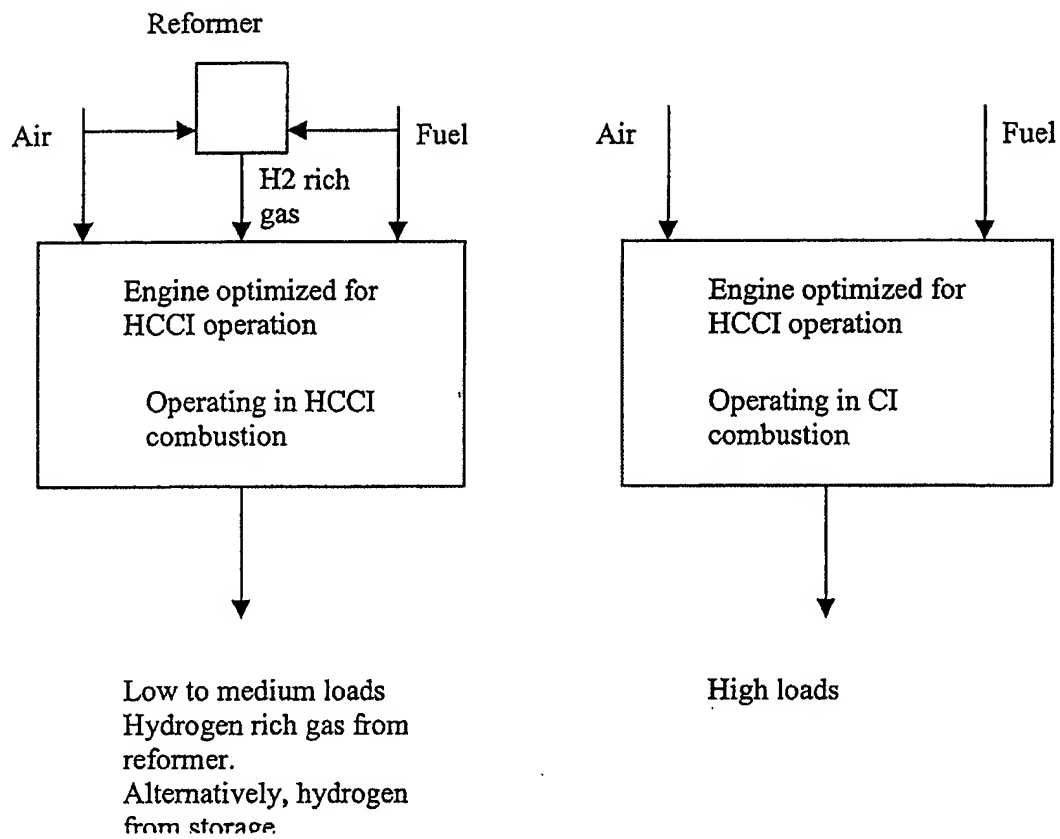 Reformer
Air
Fuel
H2 rich
gas
Engine optimized for
HCCI operation
Operating in HCCI
combustion
Low to medium loads
Hydrogen rich gas from
reformer.
Alternatively, hydrogen
from storage
Air
Fuel
Engine optimized for
HCCI operation
Operating in CI
combustion
High loads